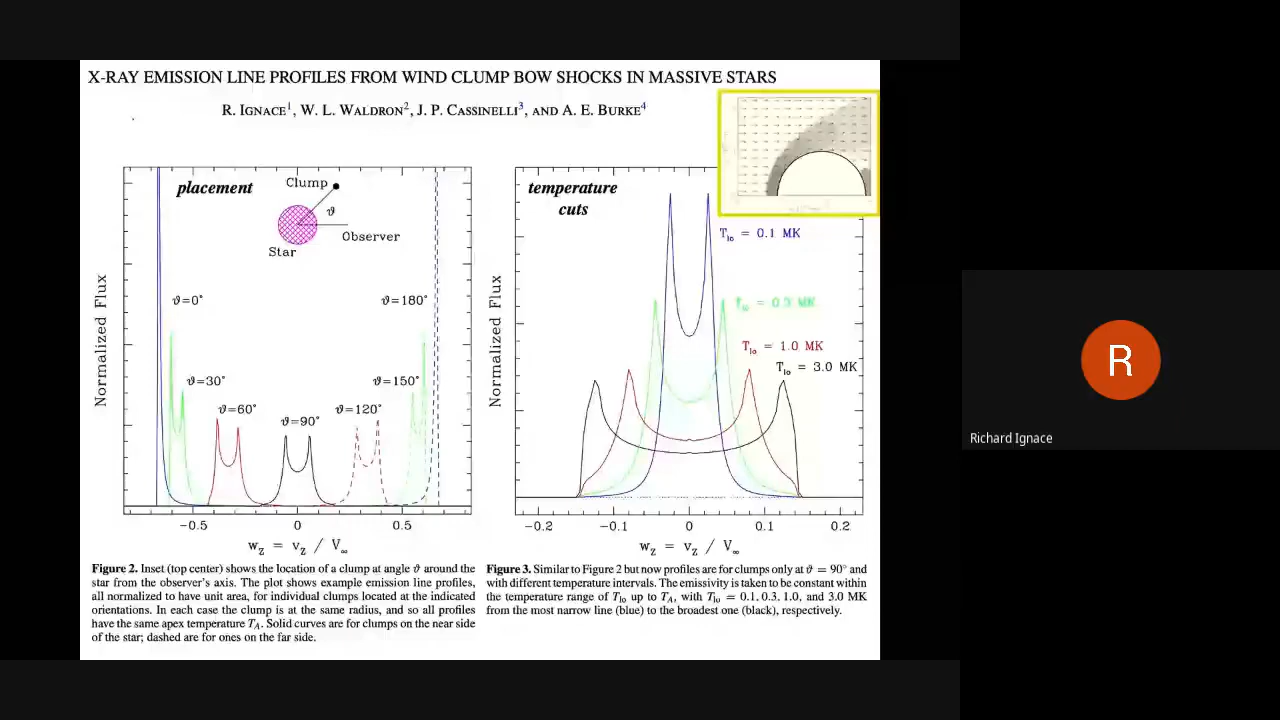 X-RAY EMISSION LINE PROFILES FROM WIND CLUMP BOW SHOCKS IN MASSIVE STARS
R. IGNACE¹, W. L. WALDRON², J. P. CASSINELLI³, AND A. E. BURKE⁴
placement
Clump
ϑ
Observer
Star
ϑ=0°
ϑ=180°
ϑ=30°
ϑ=150°
ϑ=60°
ϑ=120°
ϑ=90°
Normalized Flux
−0.5
0
0.5
w_Z = v_Z / V_∞
temperature
cuts
T_lo = 0.1 MK
T_lo = 0.3 MK
T_lo = 1.0 MK
T_lo = 3.0 MK
Normalized Flux
−0.2
−0.1
0
0.1
0.2
w_Z = v_Z / V_∞
Figure 2. Inset (top center) shows the location of a clump at angle ϑ around the
star from the observer's axis. The plot shows example emission line profiles,
all normalized to have unit area, for individual clumps located at the indicated
orientations. In each case the clump is at the same radius, and so all profiles
have the same apex temperature T_A. Solid curves are for clumps on the near side
of the star; dashed are for ones on the far side.
Figure 3. Similar to Figure 2 but now profiles are for clumps only at ϑ = 90° and
with different temperature intervals. The emissivity is taken to be constant within
the temperature range of T_lo up to T_A, with T_lo = 0.1, 0.3, 1.0, and 3.0 MK
from the most narrow line (blue) to the broadest one (black), respectively.
R
Richard Ignace